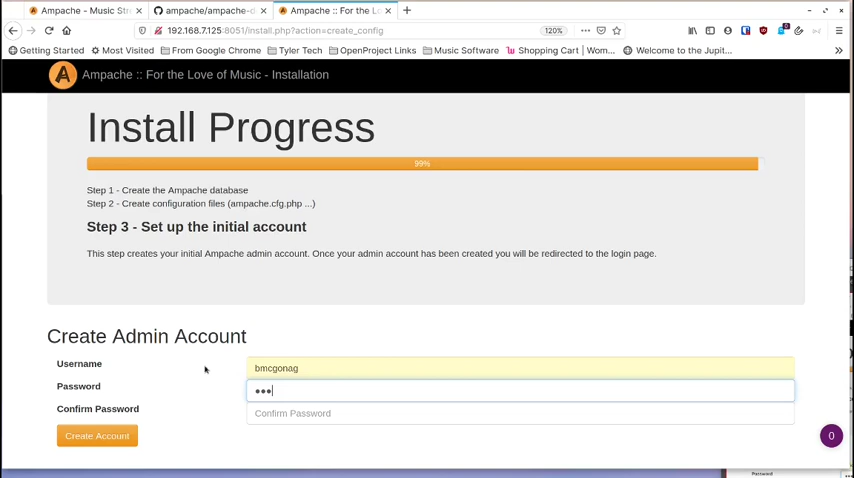 Ampache - Music Str
ampache/ampache-d
Ampache :: For the Lo
192.168.7.125:8051/install.php?action=create_config
120%
Getting Started
Most Visited
From Google Chrome
Tyler Tech
OpenProject Links
Music Software
Shopping Cart | Wom...
Welcome to the Jupit...
Ampache :: For the Love of Music - Installation
Install Progress
99%
Step 1 - Create the Ampache database
Step 2 - Create configuration files (ampache.cfg.php ...)
Step 3 - Set up the initial account
This step creates your initial Ampache admin account. Once your admin account has been created you will be redirected to the login page.
Create Admin Account
Username
bmcgonag
Password
●●●
Confirm Password
Confirm Password
Create Account
0
Password